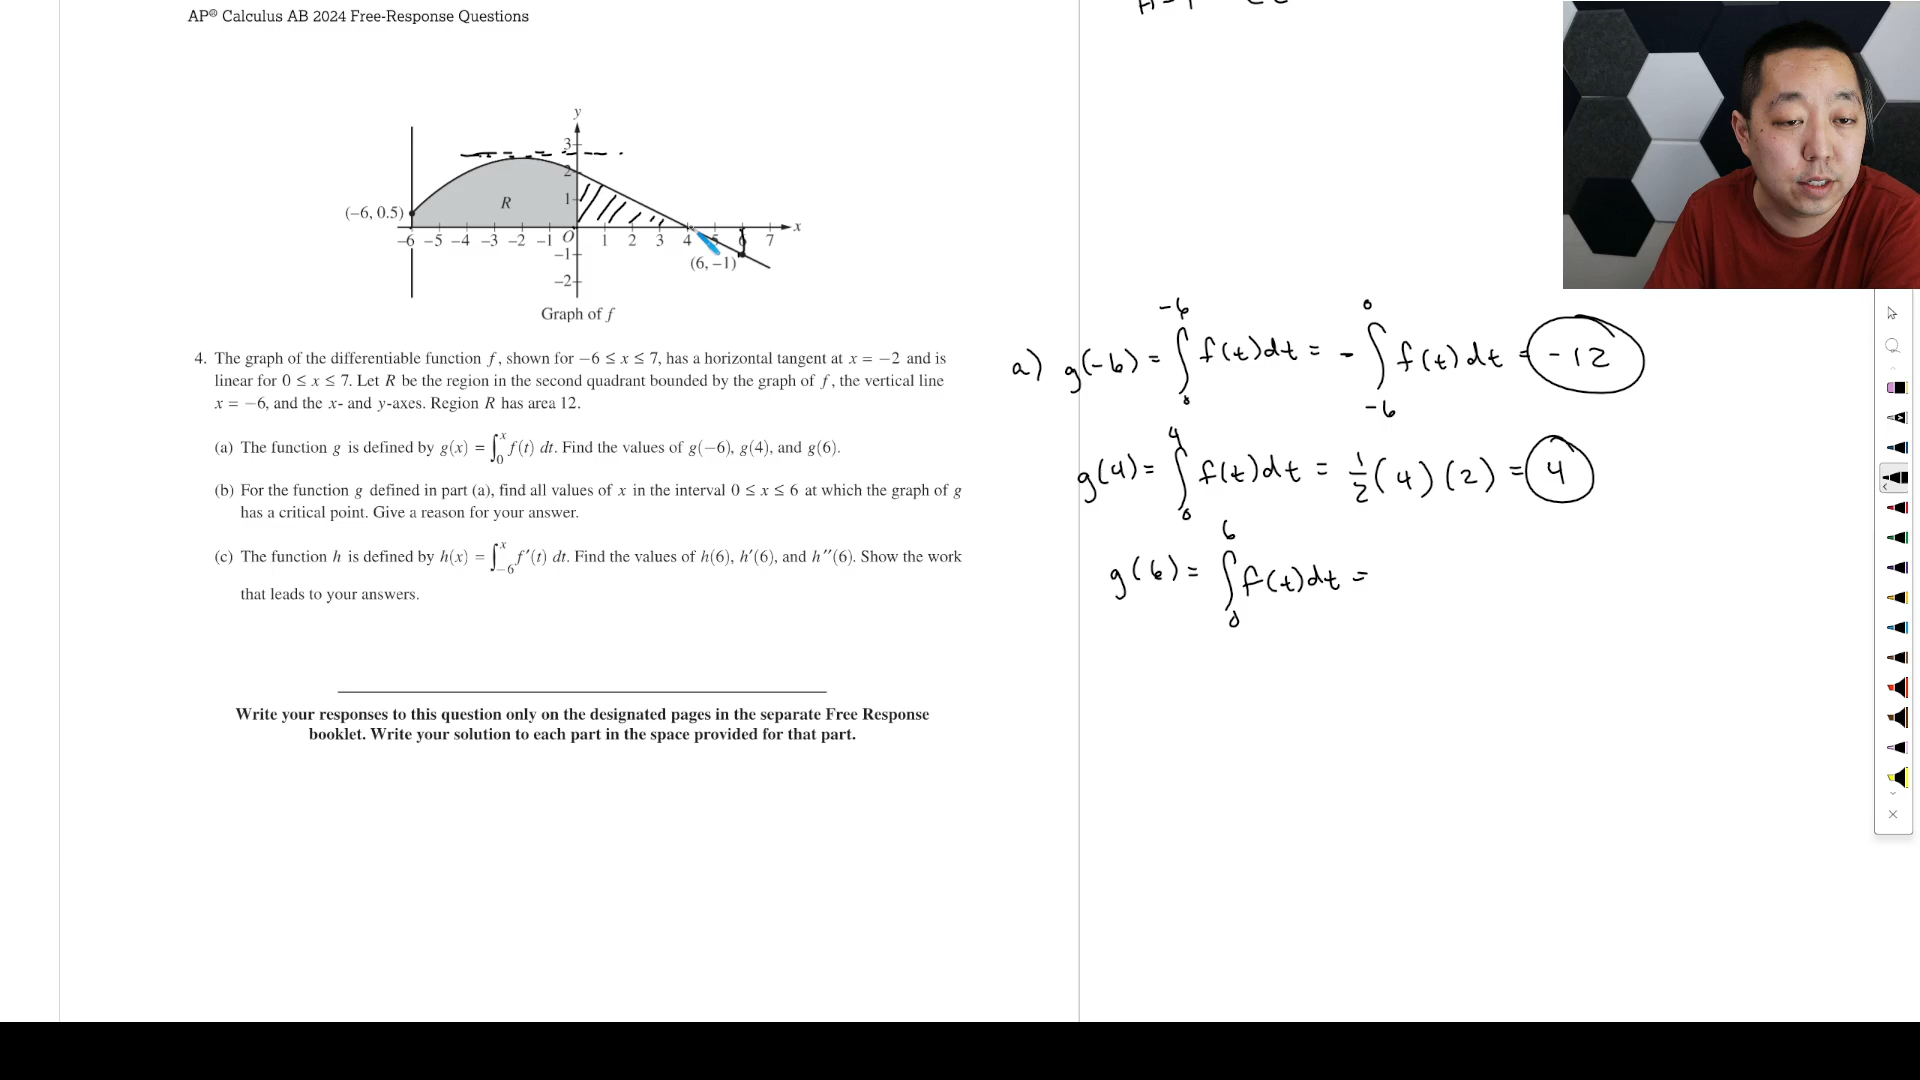 AP® Calculus AB 2024 Free-Response Questions
y
3
2
1
R
(−6, 0.5)
−6 −5 −4 −3 −2 −1 O 1 2 3 4 5 6 7 x
−1
(6, −1)
−2
Graph of f
4. The graph of the differentiable function f, shown for −6 ≤ x ≤ 7, has a horizontal tangent at x = −2 and is
linear for 0 ≤ x ≤ 7. Let R be the region in the second quadrant bounded by the graph of f, the vertical line
x = −6, and the x- and y-axes. Region R has area 12.
(a) The function g is defined by g(x) = ∫₀ˣ f(t) dt. Find the values of g(−6), g(4), and g(6).
(b) For the function g defined in part (a), find all values of x in the interval 0 ≤ x ≤ 6 at which the graph of g
has a critical point. Give a reason for your answer.
(c) The function h is defined by h(x) = ∫₋₆ˣ f′(t) dt. Find the values of h(6), h′(6), and h″(6). Show the work
that leads to your answers.
Write your responses to this question only on the designated pages in the separate Free Response
booklet. Write your solution to each part in the space provided for that part.
a) g(-6) = ∫₀⁻⁶ f(t)dt = - ∫₋₆⁰ f(t)dt = -12
g(4) = ∫₀⁴ f(t)dt = 1/2 (4)(2) = 4
g(6) = ∫₀⁶ f(t)dt =